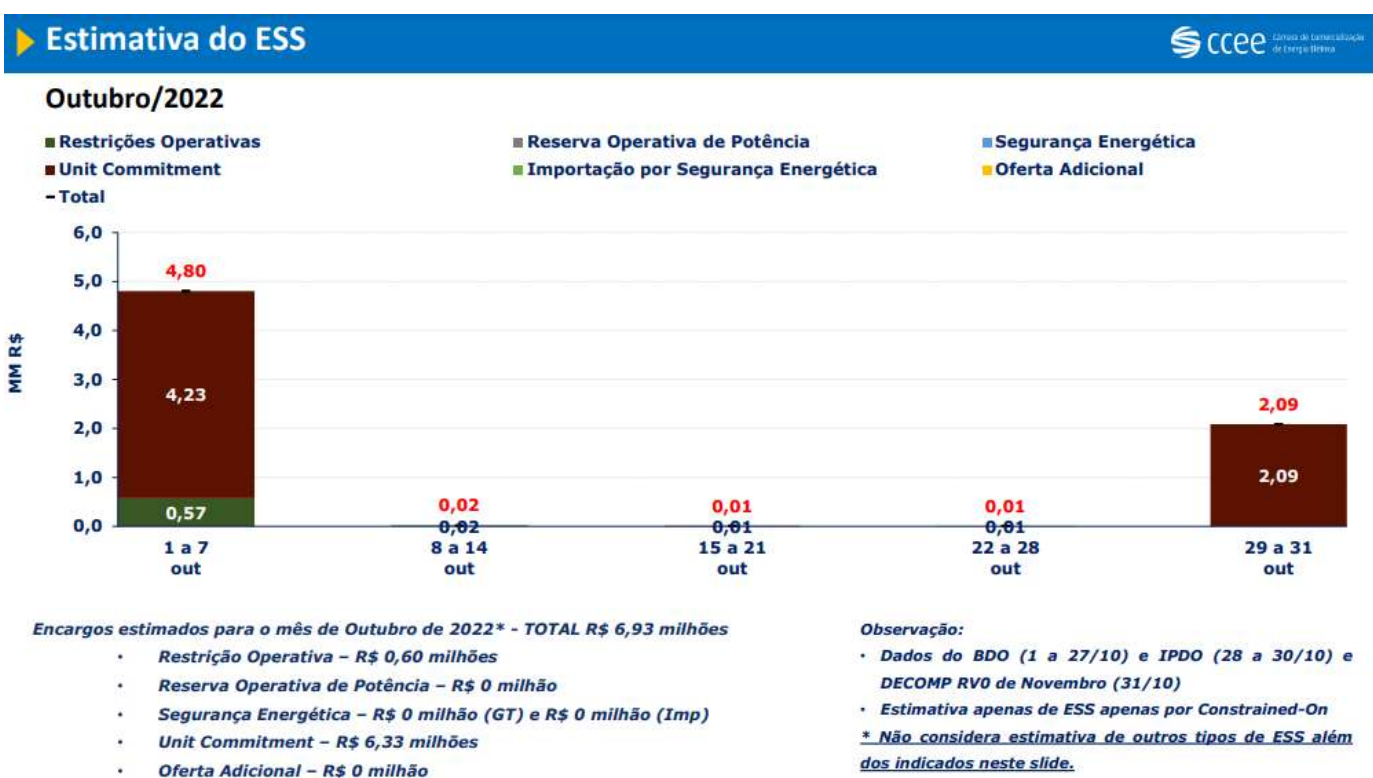 Estimativa do ESS
ccee Câmara de Comercialização
de Energia Elétrica
Outubro/2022
Restrições Operativas
Reserva Operativa de Potência
Segurança Energética
Unit Commitment
Importação por Segurança Energética
Oferta Adicional
Total
MM R$
6,0
5,0
4,0
3,0
2,0
1,0
0,0
4,80
4,23
0,57
0,02
0,02
0,01
0,01
0,01
0,01
2,09
2,09
1 a 7
out
8 a 14
out
15 a 21
out
22 a 28
out
29 a 31
out
Encargos estimados para o mês de Outubro de 2022* - TOTAL R$ 6,93 milhões
• Restrição Operativa – R$ 0,60 milhões
• Reserva Operativa de Potência – R$ 0 milhão
• Segurança Energética – R$ 0 milhão (GT) e R$ 0 milhão (Imp)
• Unit Commitment – R$ 6,33 milhões
• Oferta Adicional – R$ 0 milhão
Observação:
• Dados do BDO (1 a 27/10) e IPDO (28 a 30/10) e
DECOMP RV0 de Novembro (31/10)
• Estimativa apenas de ESS apenas por Constrained-On
* Não considera estimativa de outros tipos de ESS além
dos indicados neste slide.